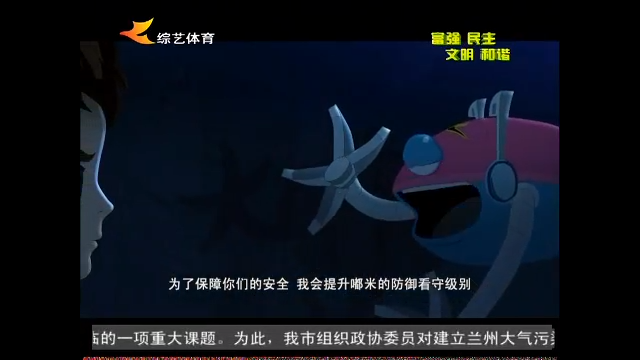 综艺体育
富强 民主
文明 和谐
为了保障你们的安全 我会提升嘟米的防御看守级别
临的一项重大课题。为此，我市组织政协委员对建立兰州大气污染